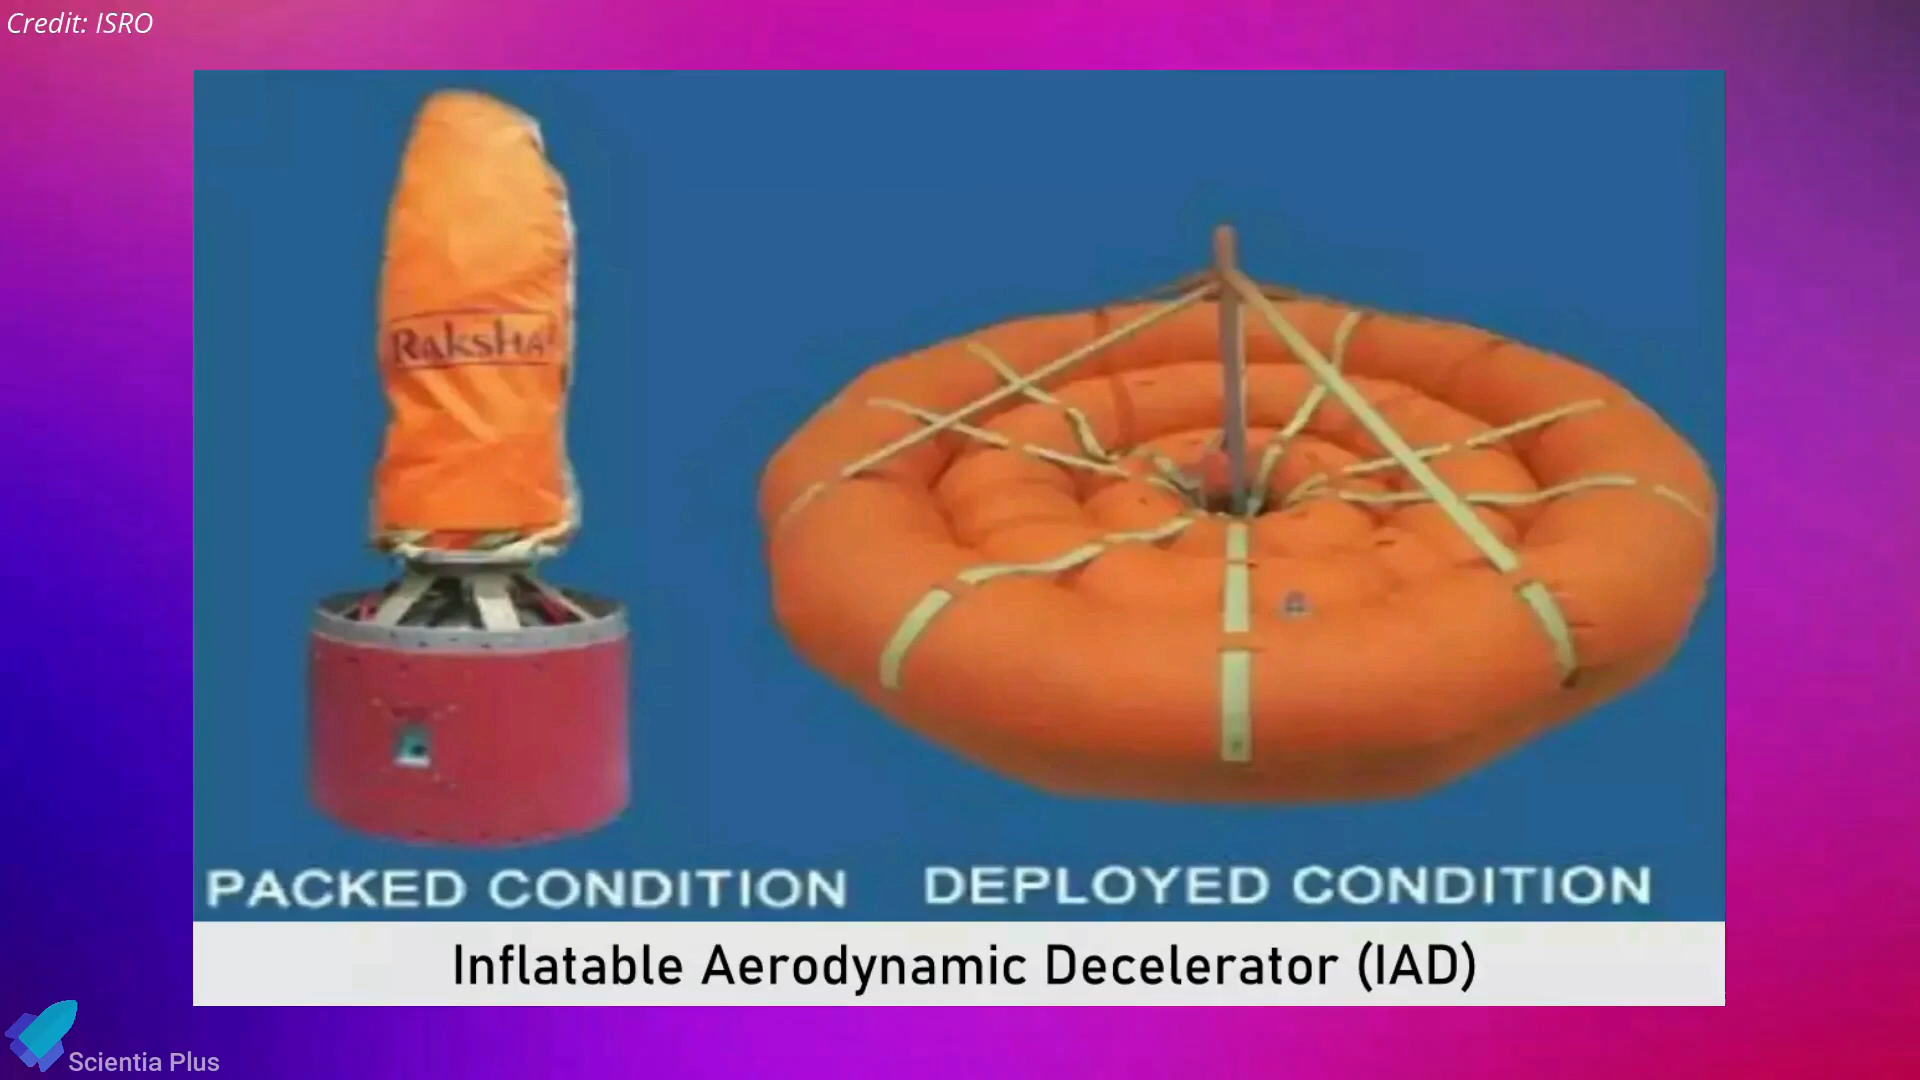 Credit: ISRO
Raksha
PACKED CONDITION
DEPLOYED CONDITION
Inflatable Aerodynamic Decelerator (IAD)
Scientia Plus